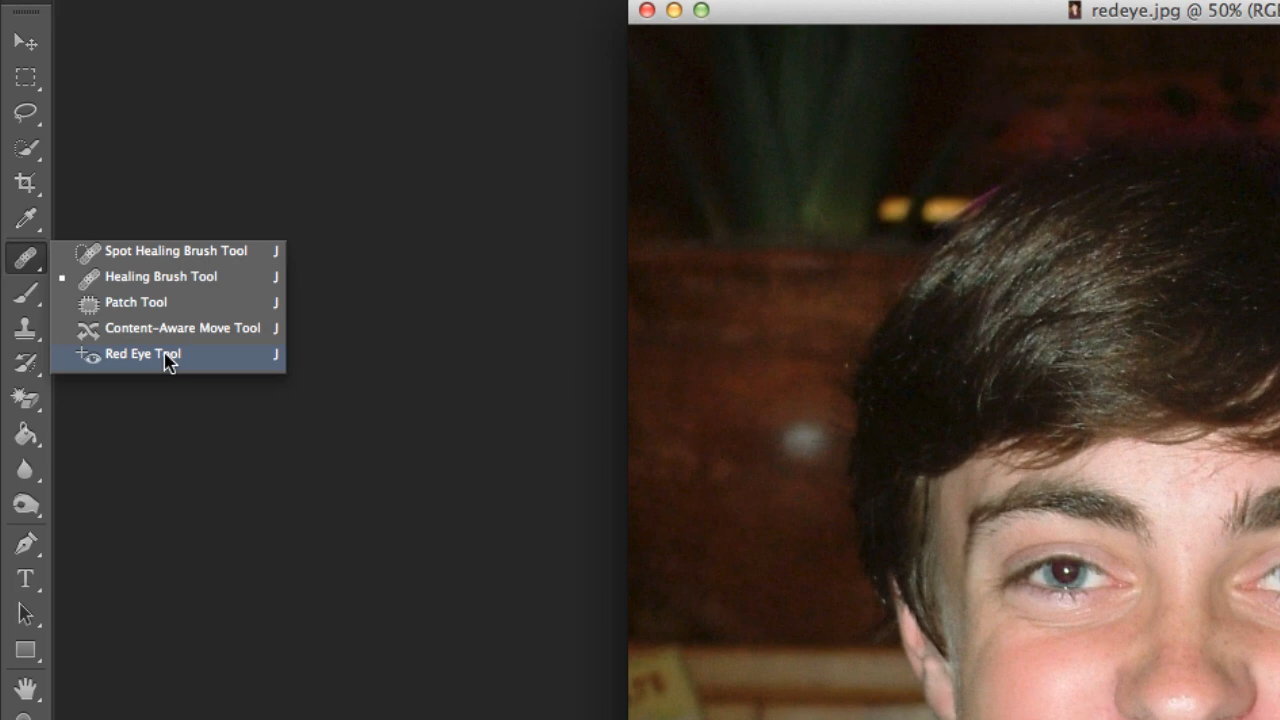 redeye.jpg @ 50% (RG
Spot Healing Brush Tool J
Healing Brush Tool J
Patch Tool J
Content-Aware Move Tool J
Red Eye Tool J
T